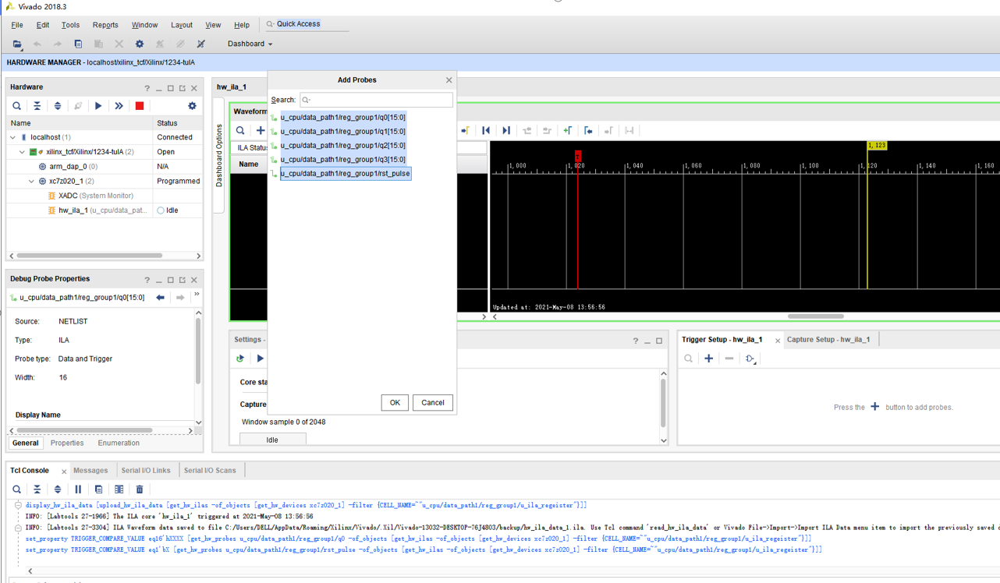 Vivado 2018.3
File Edit Tools Reports Window Layout View Help Quick Access
Dashboard
HARDWARE MANAGER - localhost/xilinx_tcf/Xilinx/1234-tulA
Hardware
Name Status
localhost (1) Connected
xilinx_tcf/Xilinx/1234-tulA (2) Open
arm_dap_0 (0) N/A
xc7z020_1 (2) Programmed
XADC (System Monitor)
hw_ila_1 (u_cpu/data_pat... Idle
Debug Probe Properties
u_cpu/data_path1/reg_group1/q0[15:0]
Source: NETLIST
Type: ILA
Probe type: Data and Trigger
Width: 16
Display Name
General Properties Enumeration
hw_ila_1
Dashboard Options
Waveform
ILA Status
Name
Add Probes
Search:
u_cpu/data_path1/reg_group1/q0[15:0]
u_cpu/data_path1/reg_group1/q1[15:0]
u_cpu/data_path1/reg_group1/q2[15:0]
u_cpu/data_path1/reg_group1/q3[15:0]
u_cpu/data_path1/reg_group1/rst_pulse
OK Cancel
1,123
T
1,000 1,020 1,040 1,060 1,080 1,100 1,120 1,140 1,160
Updated at: 2021-May-08 13:56:56
Settings -
Core sta
Capture
Window sample 0 of 2048
Idle
Trigger Setup - hw_ila_1 Capture Setup - hw_ila_1
Press the + button to add probes.
Tcl Console Messages Serial I/O Links Serial I/O Scans
display_hw_ila_data [upload_hw_ila_data [get_hw_ilas -of_objects [get_hw_devices xc7z020_1] -filter {CELL_NAME=~"u_cpu/data_path1/reg_group1/u_ila_regeister"}]]
INFO: [Labtools 27-1966] The ILA core 'hw_ila_1' triggered at 2021-May-08 13:56:56
INFO: [Labtools 27-3304] ILA Waveform data saved to file C:/Users/DELL/AppData/Roaming/Xilinx/Vivado/.Xil/Vivado-13032-DESKTOP-76J4803/backup/hw_ila_data_1.ila. Use Tcl command 'read_hw_ila_data' or Vivado File->Import->Import ILA Data menu item to import the previously saved
set_property TRIGGER_COMPARE_VALUE eq16'hXXXX [get_hw_probes u_cpu/data_path1/reg_group1/q0 -of_objects [get_hw_ilas -of_objects [get_hw_devices xc7z020_1] -filter {CELL_NAME=~"u_cpu/data_path1/reg_group1/u_ila_regeister"}]]
set_property TRIGGER_COMPARE_VALUE eq1'bX [get_hw_probes u_cpu/data_path1/reg_group1/rst_pulse -of_objects [get_hw_ilas -of_objects [get_hw_devices xc7z020_1] -filter {CELL_NAME=~"u_cpu/data_path1/reg_group1/u_ila_regeister"}]]